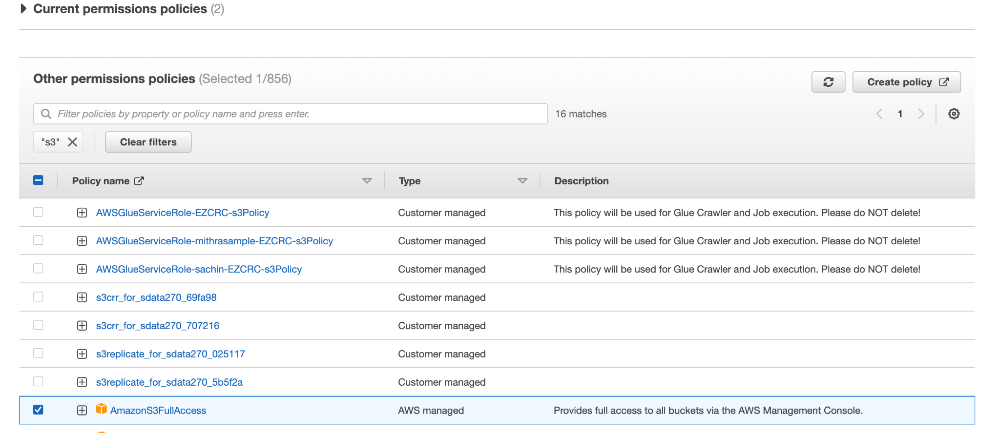 Current permissions policies (2)
Other permissions policies (Selected 1/856)
Create policy
Filter policies by property or policy name and press enter.
16 matches
1
"s3"
Clear filters
Policy name
Type
Description
AWSGlueServiceRole-EZCRC-s3Policy Customer managed This policy will be used for Glue Crawler and Job execution. Please do NOT delete!
AWSGlueServiceRole-mithrasample-EZCRC-s3Policy Customer managed This policy will be used for Glue Crawler and Job execution. Please do NOT delete!
AWSGlueServiceRole-sachin-EZCRC-s3Policy Customer managed This policy will be used for Glue Crawler and Job execution. Please do NOT delete!
s3crr_for_sdata270_69fa98 Customer managed
s3crr_for_sdata270_707216 Customer managed
s3replicate_for_sdata270_025117 Customer managed
s3replicate_for_sdata270_5b5f2a Customer managed
AmazonS3FullAccess AWS managed Provides full access to all buckets via the AWS Management Console.